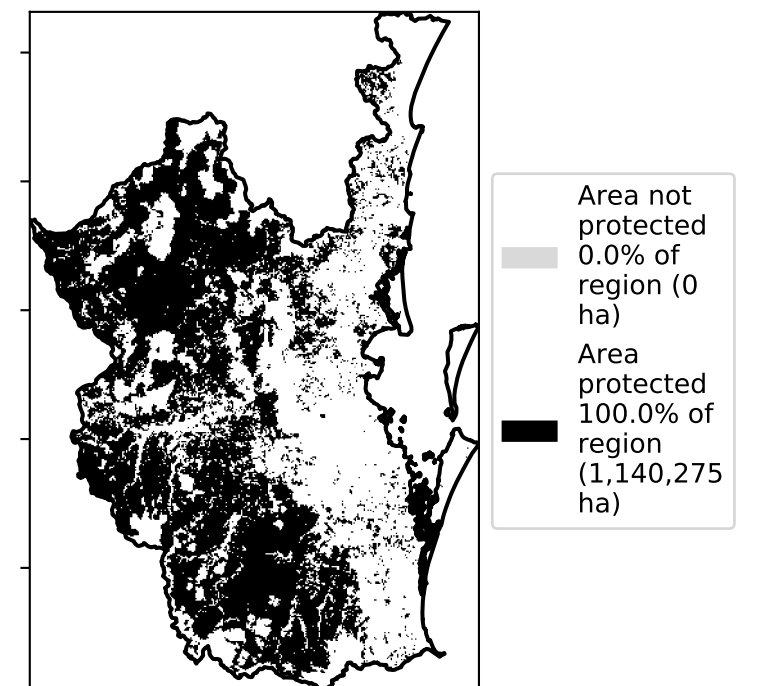 Area not
protected
0.0% of
region (0
ha)
Area
protected
100.0% of
region
(1,140,275
ha)